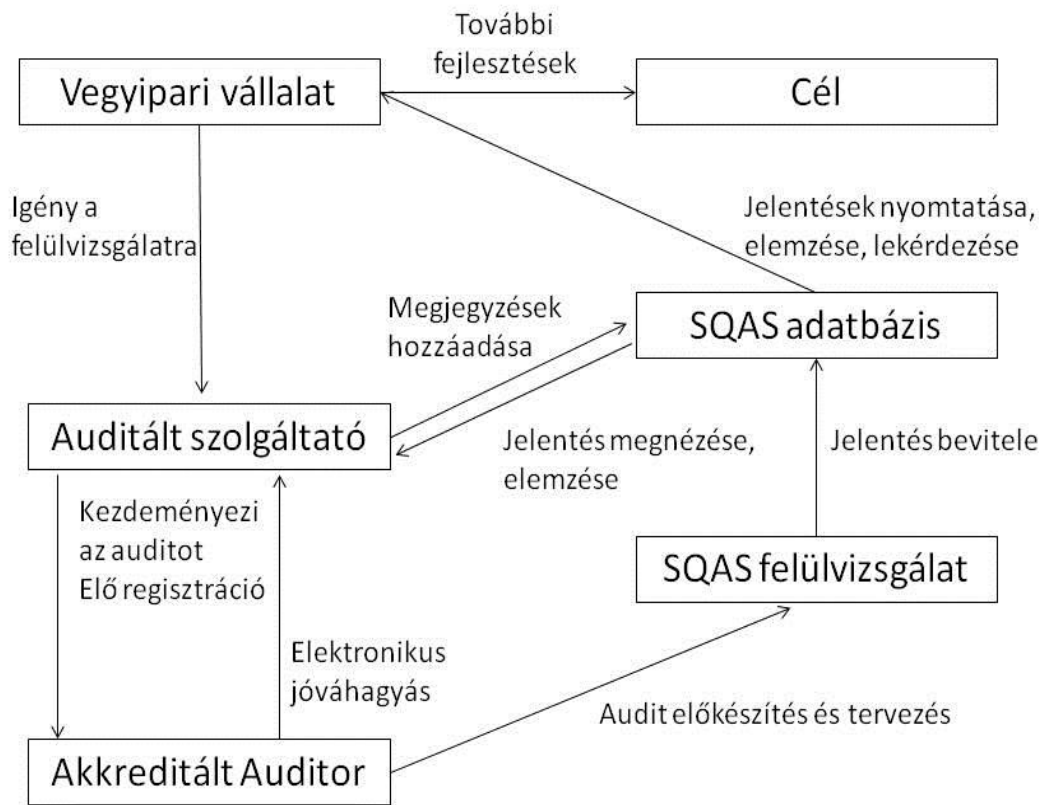 További
fejlesztések
Vegyipari vállalat
Cél
Igény a
felülvizsgálatra
Jelentések nyomtatása,
elemzése, lekérdezése
Megjegyzések
hozzáadása
SQAS adatbázis
Auditált szolgáltató
Jelentés megnézése,
elemzése
Jelentés bevitele
Kezdeményezi
az auditot
Elő regisztráció
SQAS felülvizsgálat
Elektronikus
jóváhagyás
Audit előkészítés és tervezés
Akkreditált Auditor